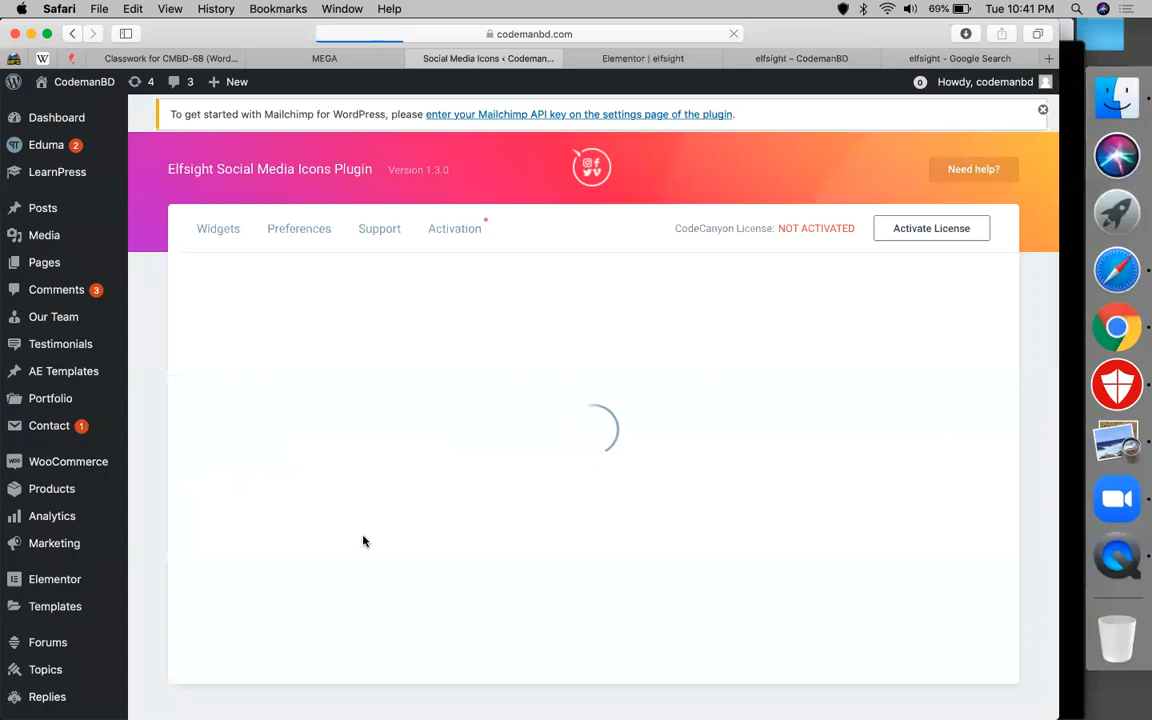 Safari File Edit View History Bookmarks Window Help 69% Tue 10:41 PM
codemanbd.com
Classwork for CMBD-68 (Word... MEGA Social Media Icons ‹ Codeman... Elementor | elfsight elfsight – CodemanBD elfsight - Google Search
CodemanBD 4 3 New 0 Howdy, codemanbd
To get started with Mailchimp for WordPress, please enter your Mailchimp API key on the settings page of the plugin.
Elfsight Social Media Icons Plugin Version 1.3.0 Need help?
Widgets Preferences Support Activation CodeCanyon License: NOT ACTIVATED Activate License
Dashboard
Eduma 2
LearnPress
Posts
Media
Pages
Comments 3
Our Team
Testimonials
AE Templates
Portfolio
Contact 1
WooCommerce
Products
Analytics
Marketing
Elementor
Templates
Forums
Topics
Replies